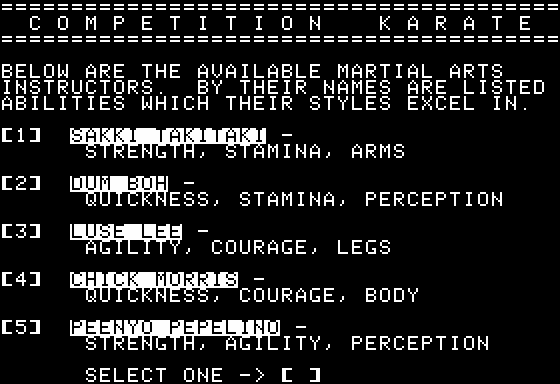 ========================================
C O M P E T I T I O N   K A R A T E
========================================
BELOW ARE THE AVAILABLE MARTIAL ARTS
INSTRUCTORS.  BY THEIR NAMES ARE LISTED
ABILITIES WHICH THEIR STYLES EXCEL IN.
[1]  SAKKI TAKITAKI -
STRENGTH, STAMINA, ARMS
[2]  DUM BOH -
QUICKNESS, STAMINA, PERCEPTION
[3]  LUSE LEE -
AGILITY, COURAGE, LEGS
[4]  CHICK MORRIS -
QUICKNESS, COURAGE, BODY
[5]  PEENYO PEPELINO -
STRENGTH, AGILITY, PERCEPTION
SELECT ONE -> [ ]